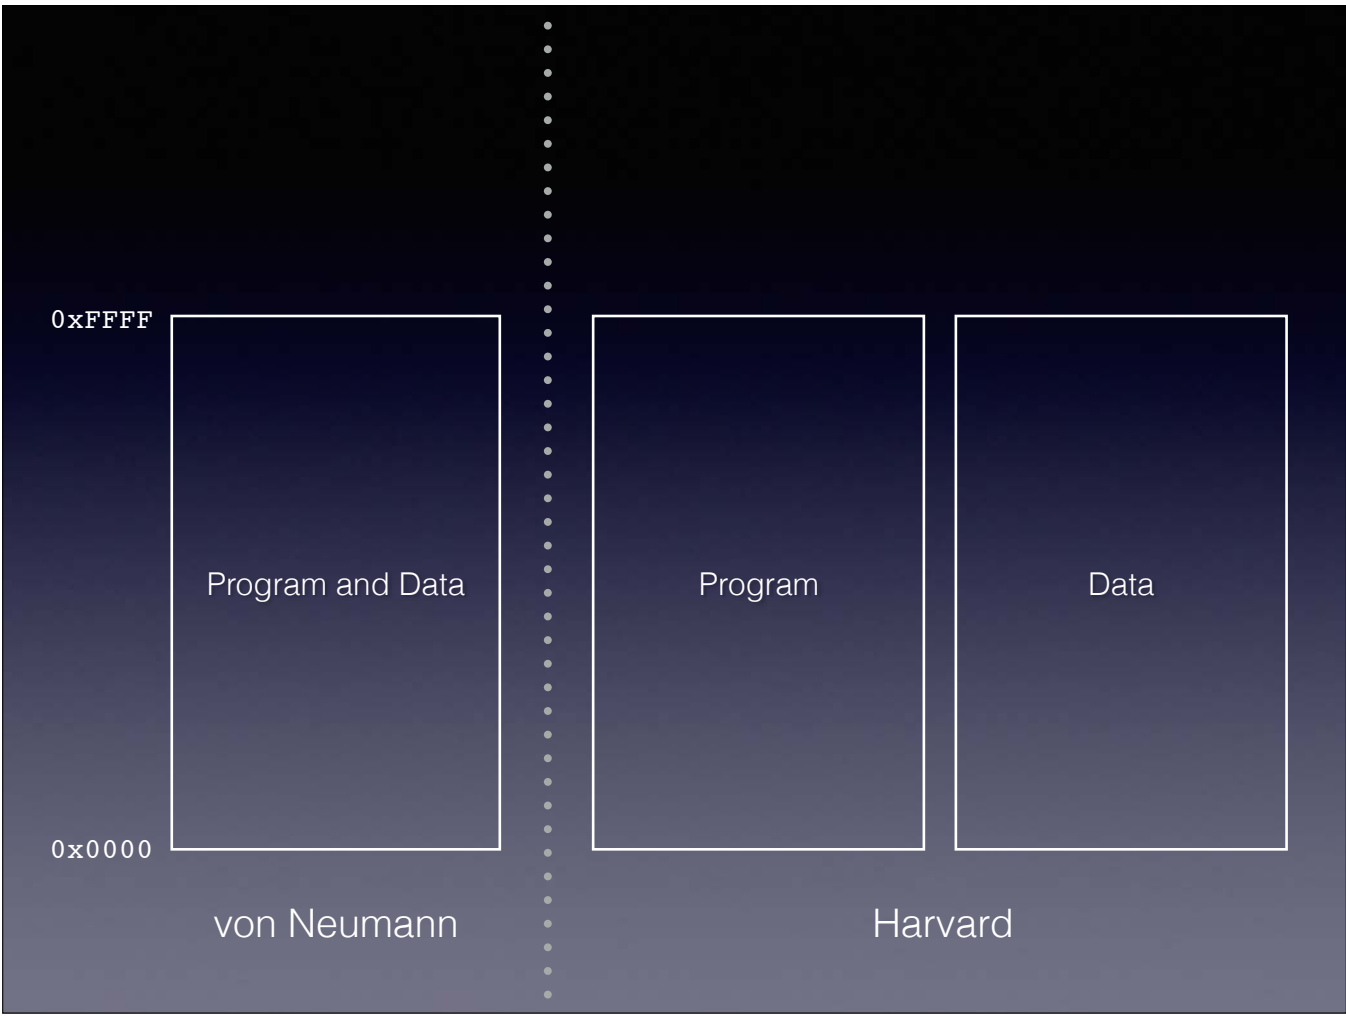 0xFFFF
Program and Data
Program
Data
0x0000
von Neumann
Harvard